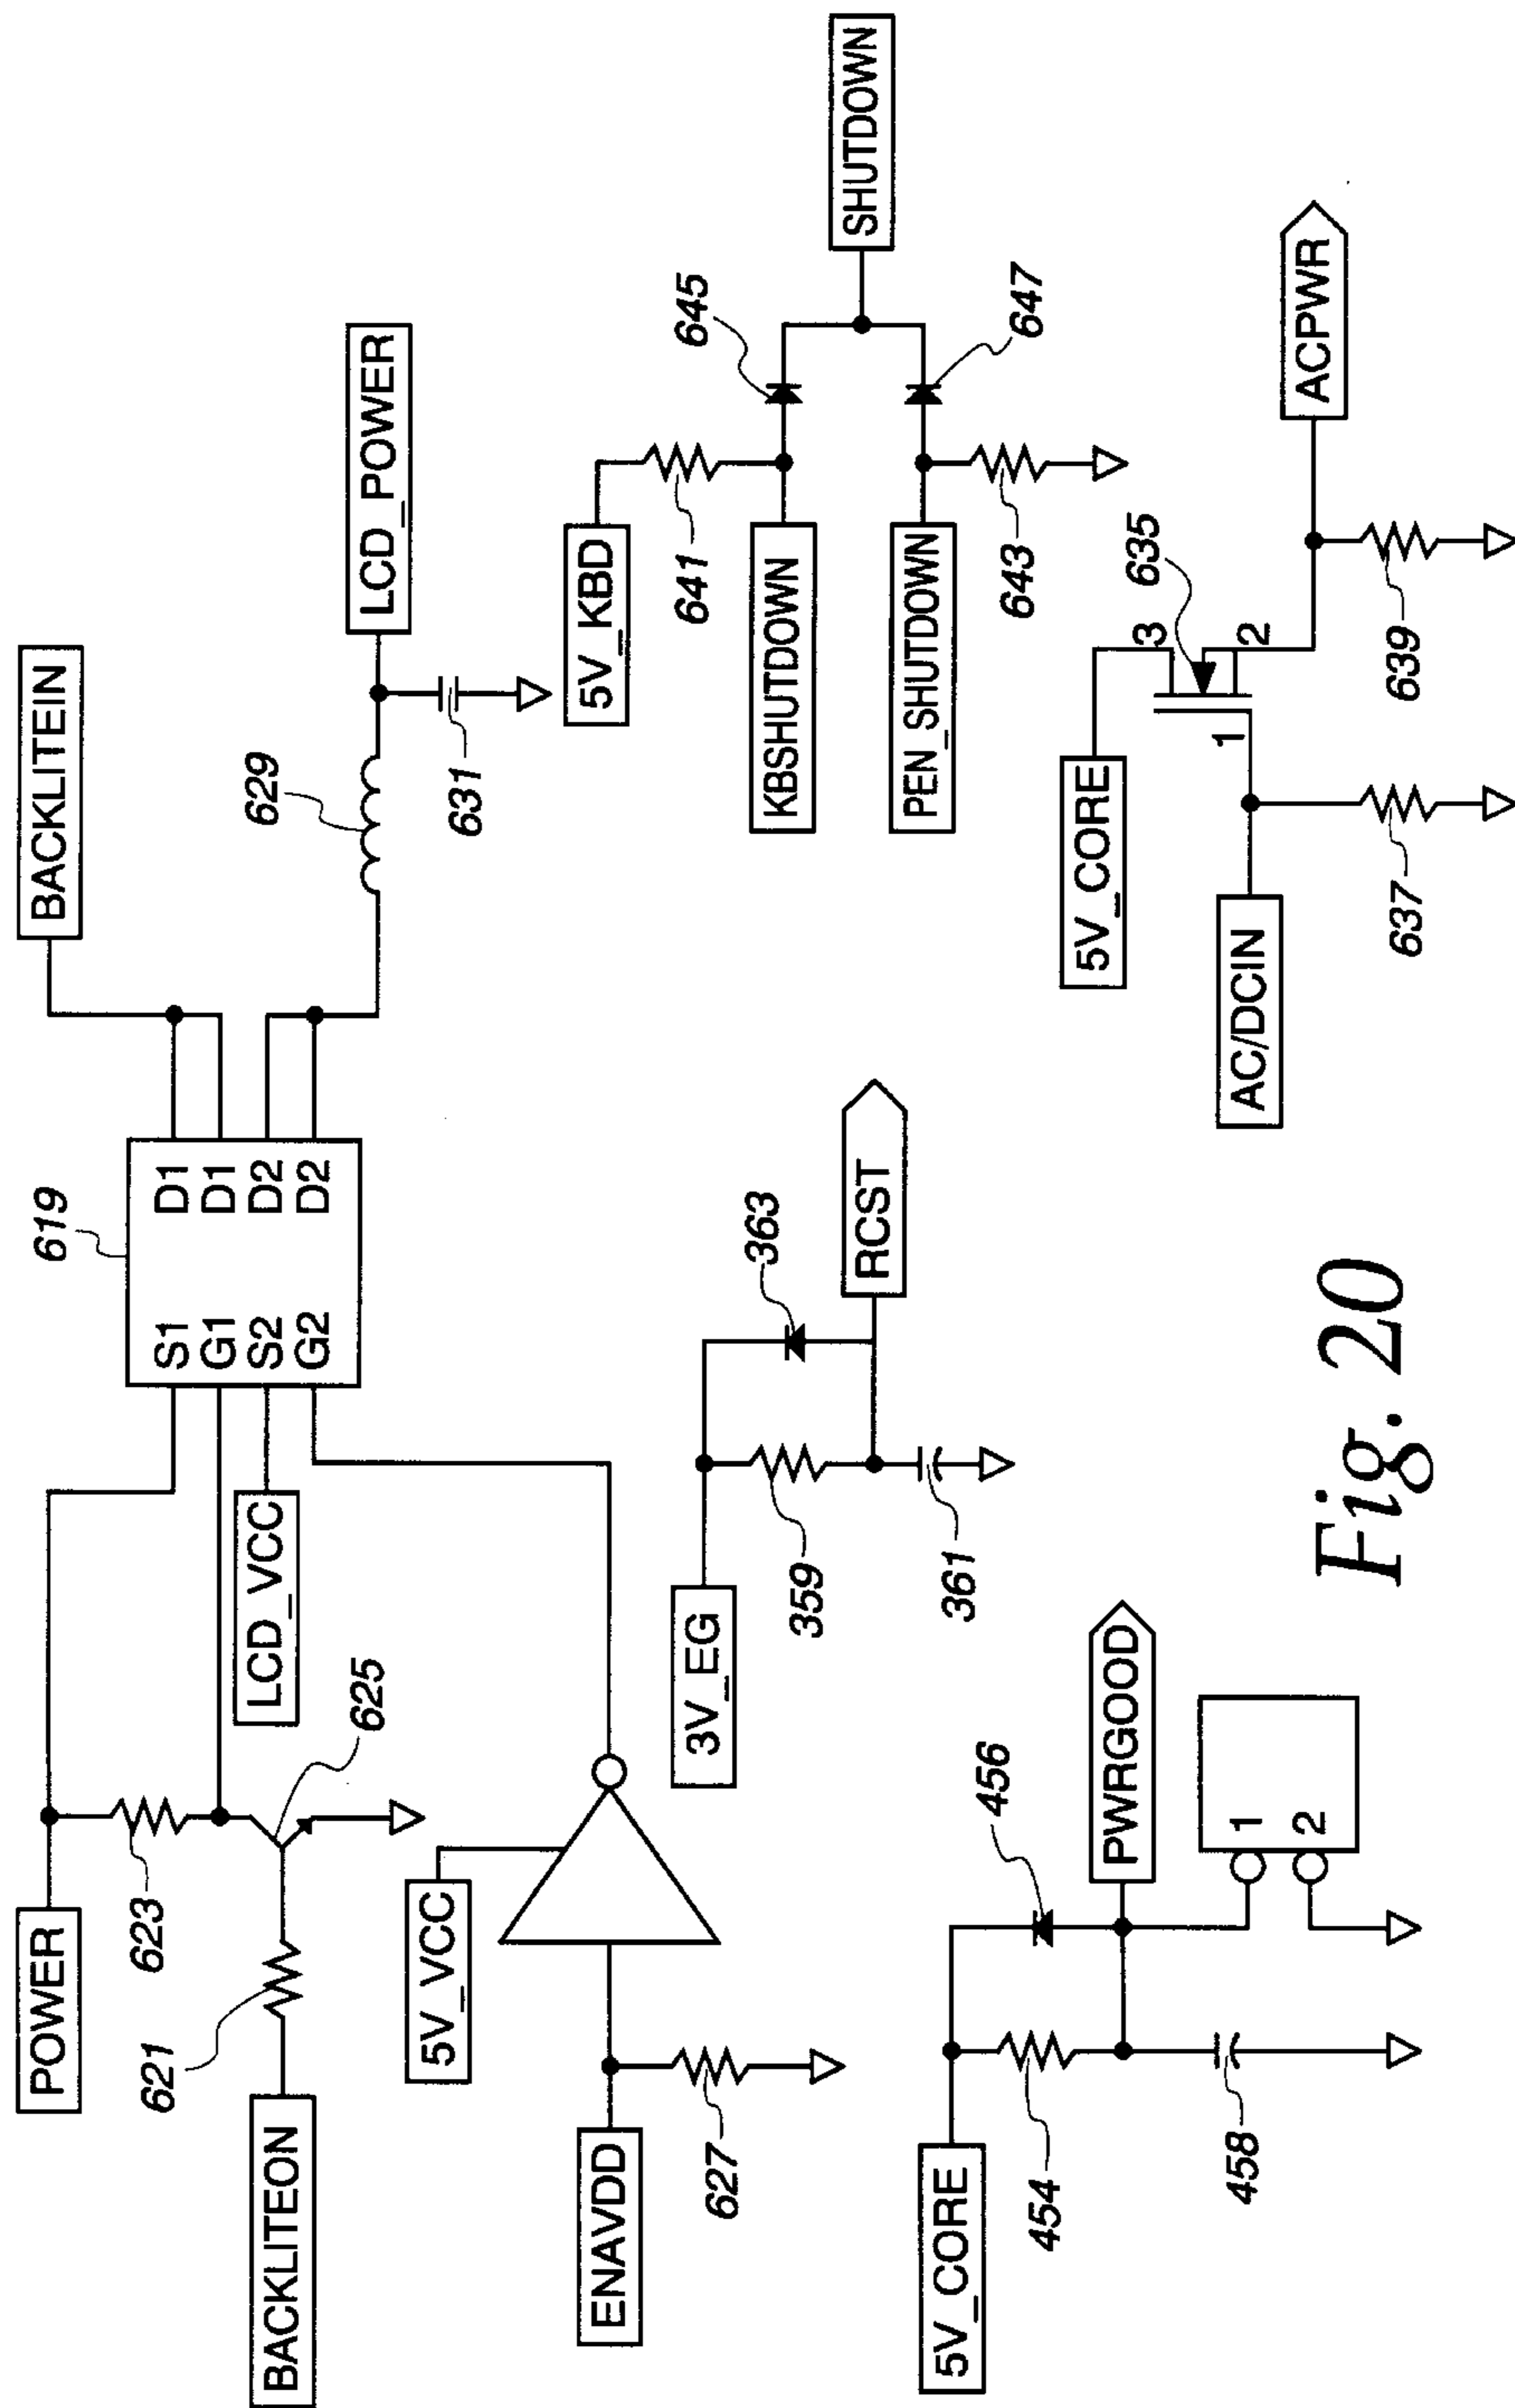 POWER
623
621
BACKLITEON
625
LCD_VCC
619
S1
G1
S2
G2
D1
D1
D2
D2
BACKLITEIN
629
LCD_POWER
631
5V_VCC
ENAVDD
627
3V_EG
359
361
363
RCST
5V_KBD
641
KBSHUTDOWN
645
SHUTDOWN
PEN_SHUTDOWN
643
647
5V_CORE
454
458
456
PWRGOOD
1
2
5V_CORE
635
3
1
2
AC/DCIN
637
639
ACPWR
Fig. 20